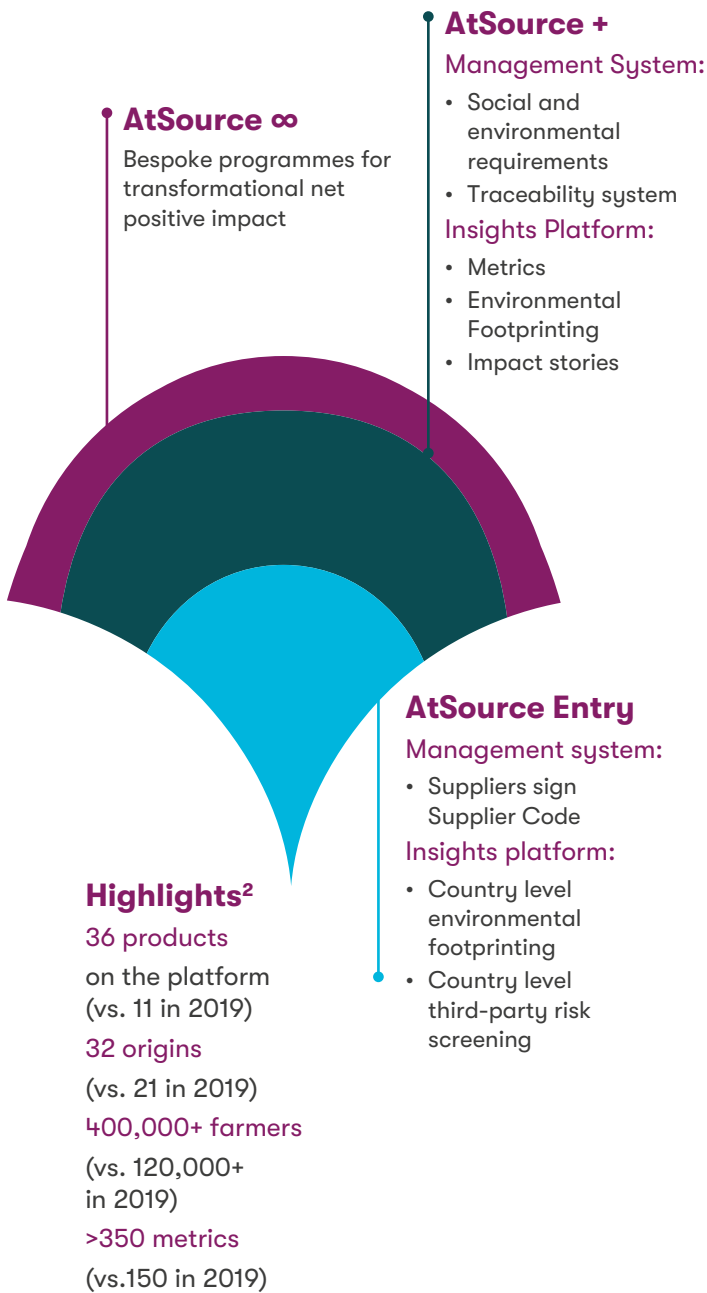 AtSource +
Management System:
• Social and
environmental
requirements
• Traceability system
Insights Platform:
• Metrics
• Environmental
Footprinting
• Impact stories
AtSource ∞
Bespoke programmes for
transformational net
positive impact
AtSource Entry
Management system:
• Suppliers sign
Supplier Code
Insights platform:
• Country level
environmental
footprinting
• Country level
third-party risk
screening
Highlights²
36 products
on the platform
(vs. 11 in 2019)
32 origins
(vs. 21 in 2019)
400,000+ farmers
(vs. 120,000+
in 2019)
>350 metrics
(vs.150 in 2019)